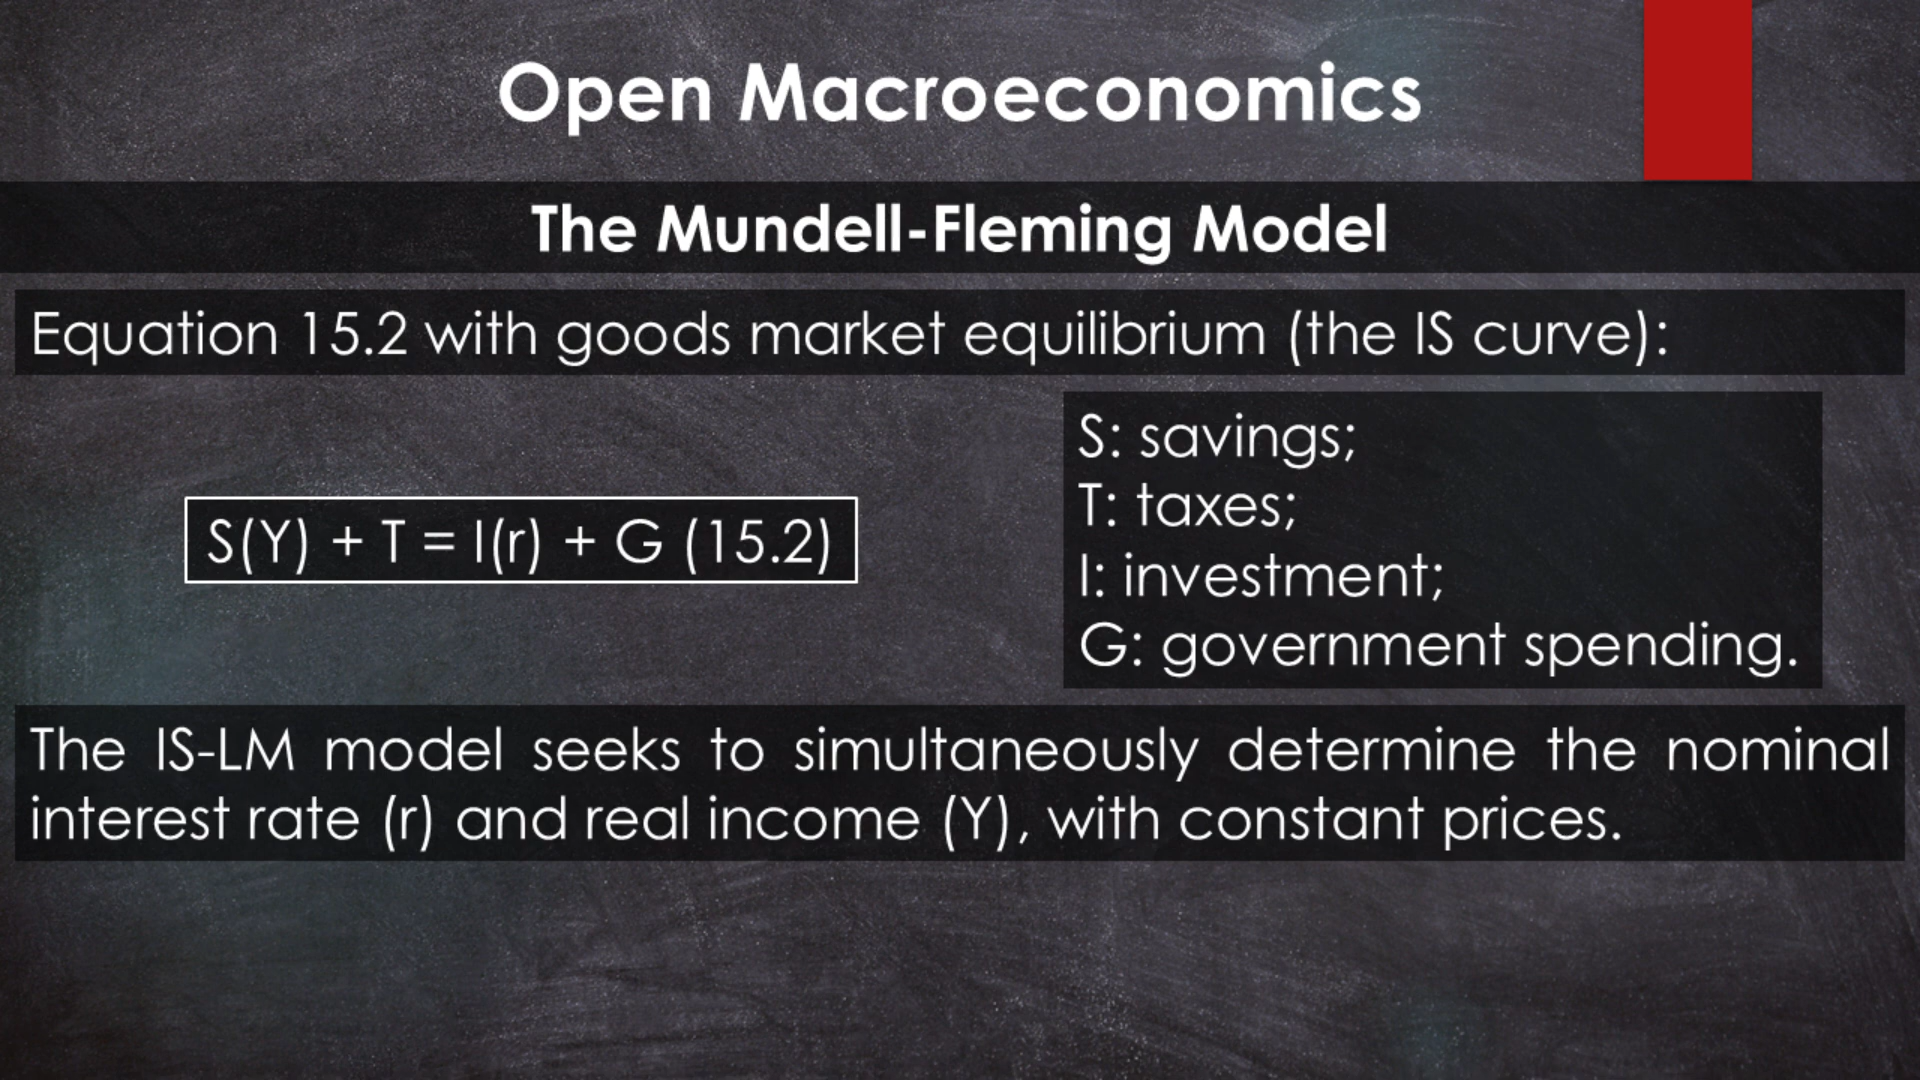 Open Macroeconomics
The Mundell-Fleming Model
Equation 15.2 with goods market equilibrium (the IS curve):
S(Y) + T = I(r) + G (15.2)
S: savings;
T: taxes;
I: investment;
G: government spending.
The IS-LM model seeks to simultaneously determine the nominal
interest rate (r) and real income (Y), with constant prices.